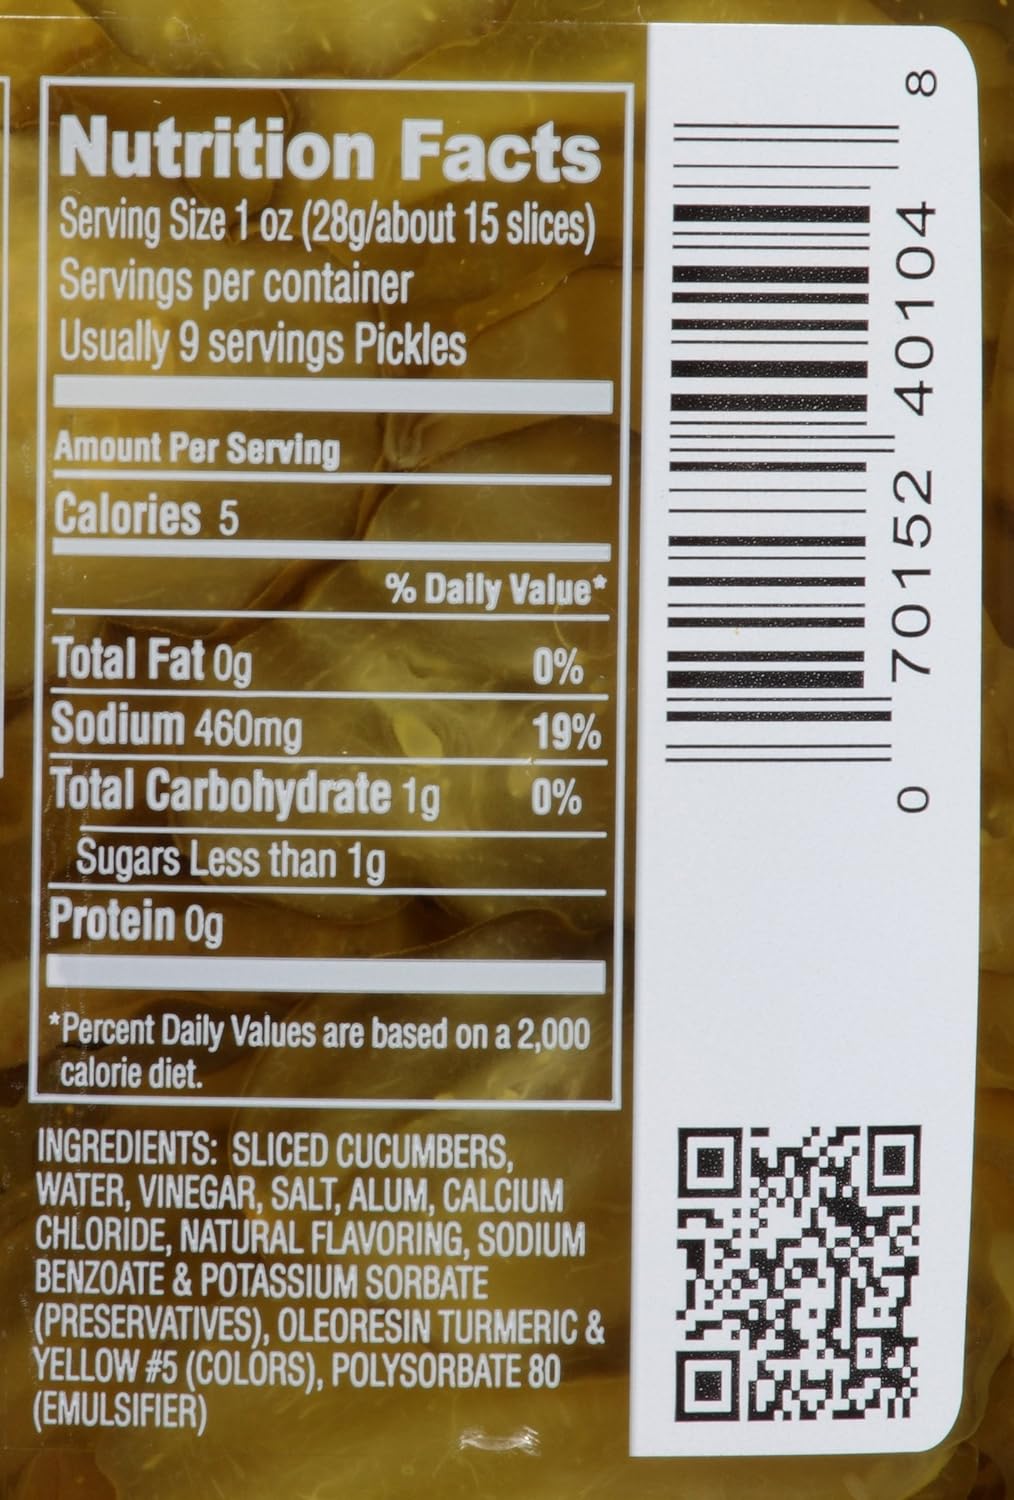 Nutrition Facts
Serving Size 1 oz (28g/about 15 slices)
Servings per container
Usually 9 servings Pickles
Amount Per Serving
Calories 5
% Daily Value*
Total Fat 0g 0%
Sodium 460mg 19%
Total Carbohydrate 1g 0%
Sugars Less than 1g
Protein 0g
*Percent Daily Values are based on a 2,000
calorie diet.
INGREDIENTS: SLICED CUCUMBERS,
WATER, VINEGAR, SALT, ALUM, CALCIUM
CHLORIDE, NATURAL FLAVORING, SODIUM
BENZOATE & POTASSIUM SORBATE
(PRESERVATIVES), OLEORESIN TURMERIC &
YELLOW #5 (COLORS), POLYSORBATE 80
(EMULSIFIER)
0 70152 40104 8